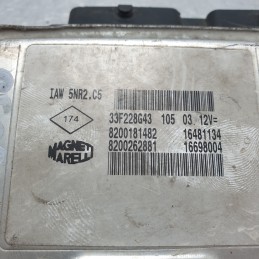 IAW 5NR2.C5
174
33F228G43 105 03 12V=
8200181482 16481134
8200262881 16698004
MAGNETI
MARELLI